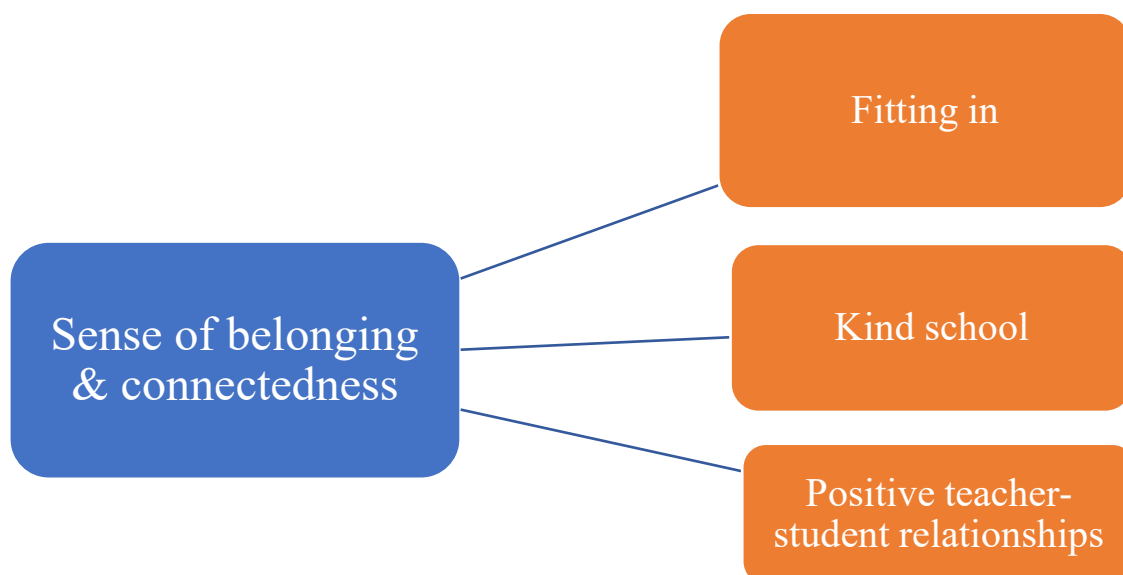 Fitting in
Sense of belonging
& connectedness
Kind school
Positive teacher-
student relationships